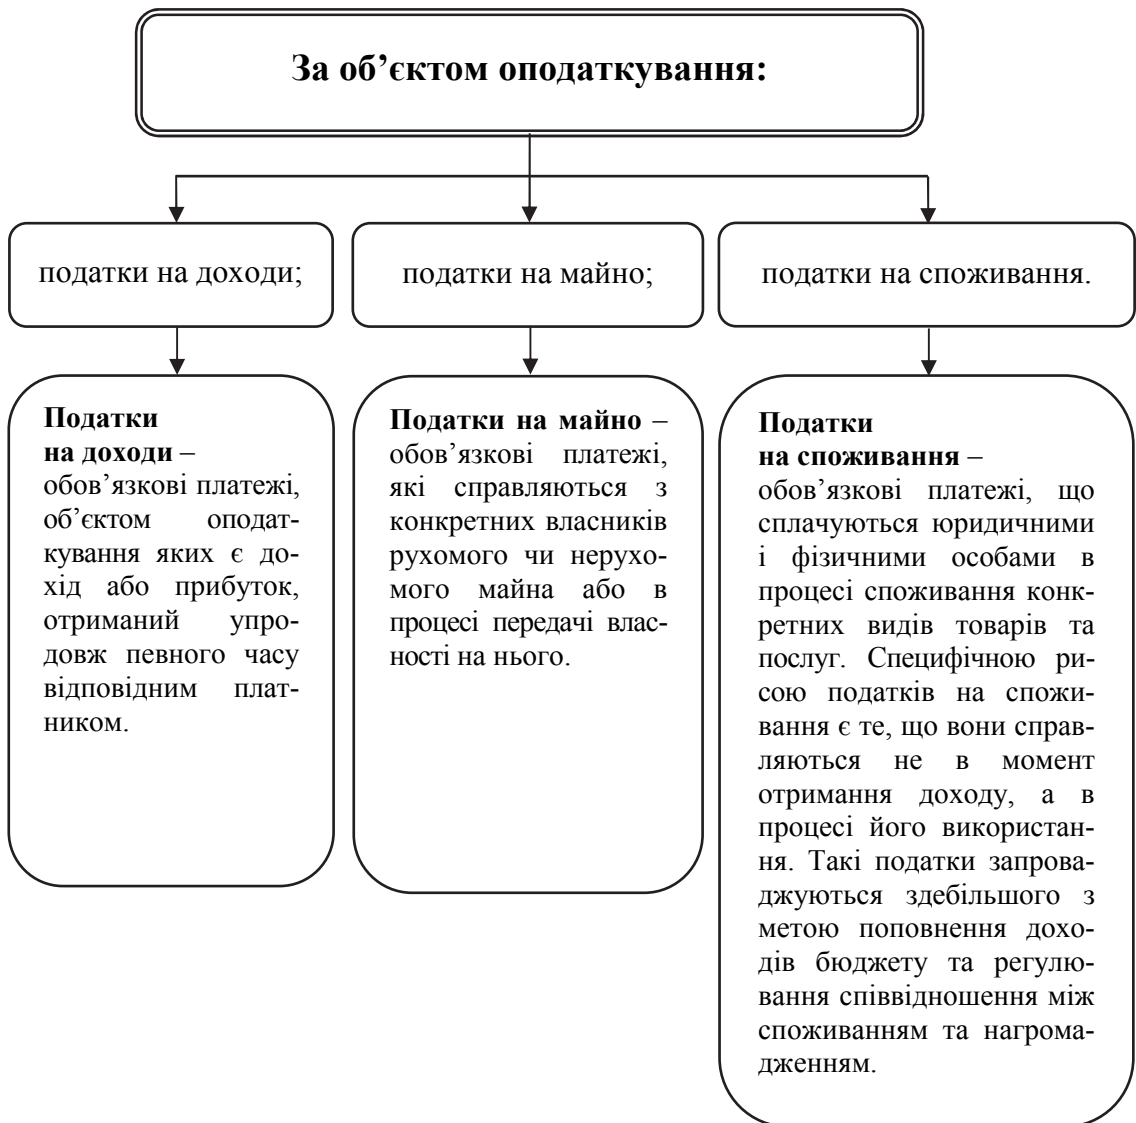 За об’єктом оподаткування:
податки на доходи;
податки на майно;
податки на споживання.
Податки
на доходи –
обов’язкові платежі,
об’єктом оподат-
кування яких є до-
хід або прибуток,
отриманий упро-
довж певного часу
відповідним плат-
ником.
Податки на майно –
обов’язкові платежі,
які справляються з
конкретних власників
рухомого чи нерухо-
мого майна або в
процесі передачі влас-
ності на нього.
Податки
на споживання –
обов’язкові платежі, що
сплачуються юридичними
і фізичними особами в
процесі споживання конк-
ретних видів товарів та
послуг. Специфічною ри-
сою податків на спожи-
вання є те, що вони справ-
ляються не в момент
отримання доходу, а в
процесі його використан-
ня. Такі податки запрова-
джуються здебільшого з
метою поповнення дохо-
дів бюджету та регулю-
вання співвідношення між
споживанням та нагрома-
дженням.